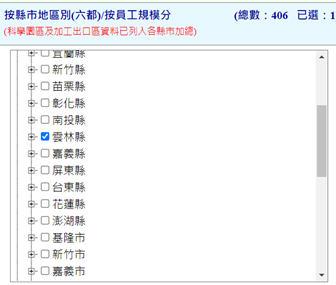 按縣市地區別(六都)/按員工規模分 (總數：406 已選：1
(科學園區及加工出口區資料已列入各縣市加總)
宜蘭縣
新竹縣
苗栗縣
彰化縣
南投縣
雲林縣
嘉義縣
屏東縣
台東縣
花蓮縣
澎湖縣
基隆市
新竹市
嘉義市